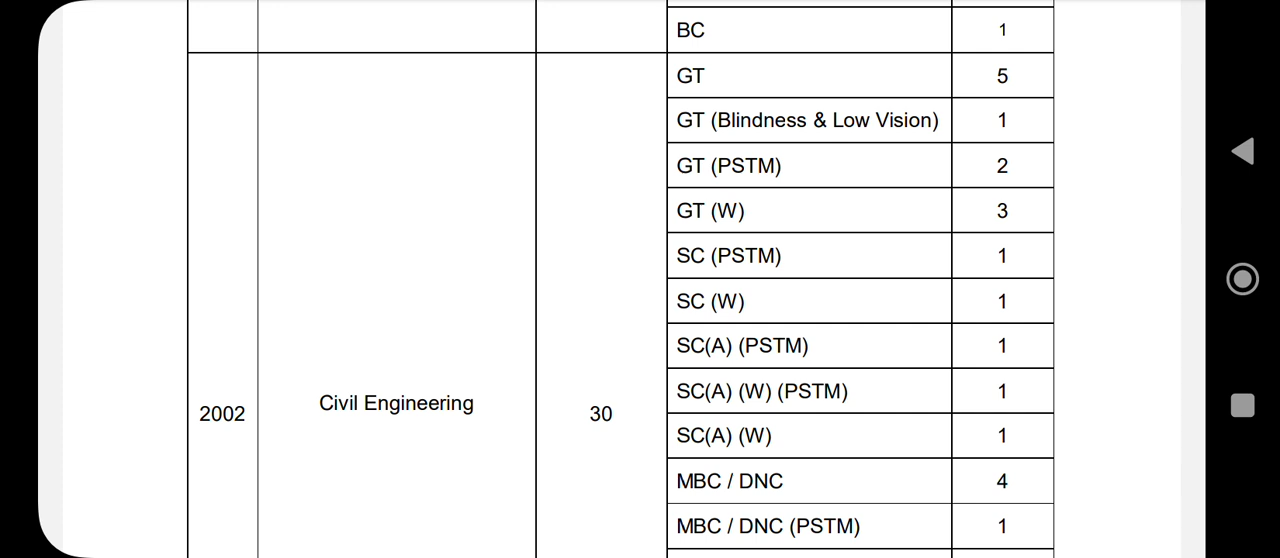 BC 1
GT 5
GT (Blindness & Low Vision) 1
GT (PSTM) 2
GT (W) 3
SC (PSTM) 1
SC (W) 1
SC(A) (PSTM) 1
SC(A) (W) (PSTM) 1
2002 Civil Engineering 30
SC(A) (W) 1
MBC / DNC 4
MBC / DNC (PSTM) 1